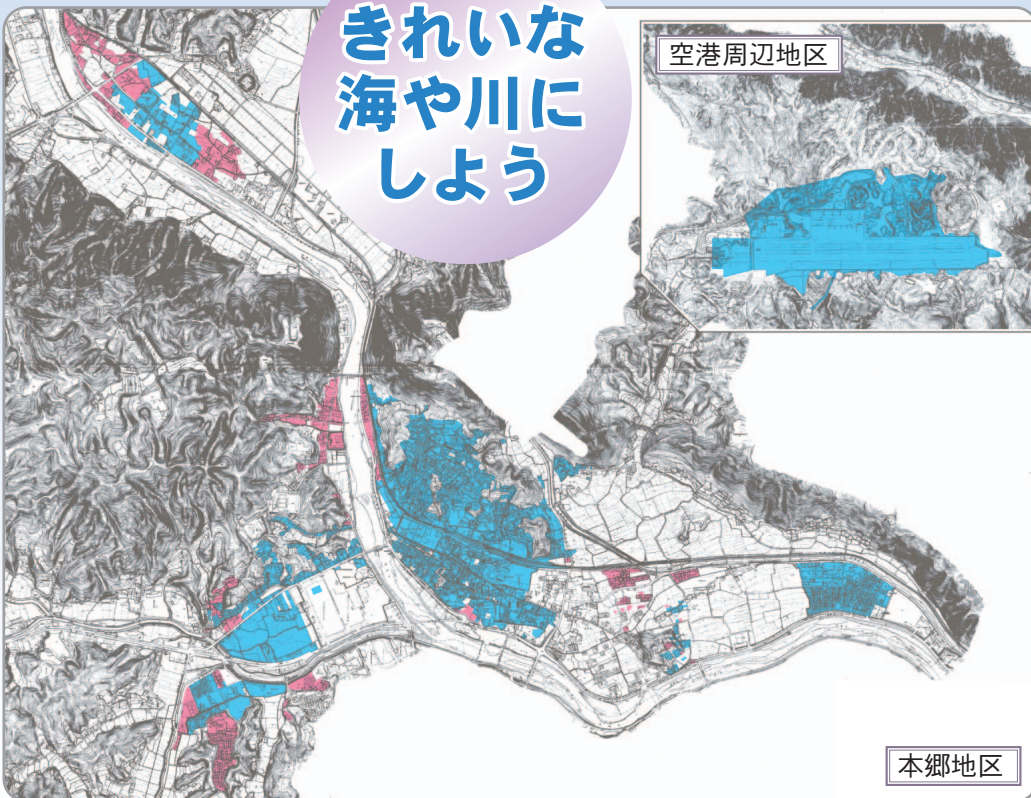 きれいな
海や川に
しよう
空港周辺地区
本郷地区